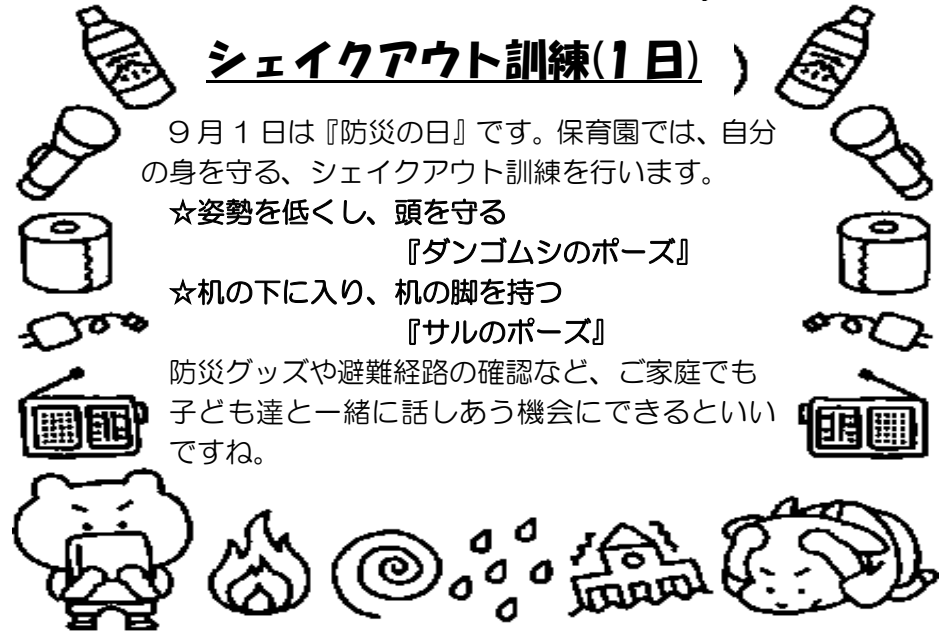 シェイクアウト訓練(1日)
９月１日は『防災の日』です。保育園では、自分
の身を守る、シェイクアウト訓練を行います。
☆姿勢を低くし、頭を守る
『ダンゴムシのポーズ』
☆机の下に入り、机の脚を持つ
『サルのポーズ』
防災グッズや避難経路の確認など、ご家庭でも
子ども達と一緒に話しあう機会にできるといい
ですね。